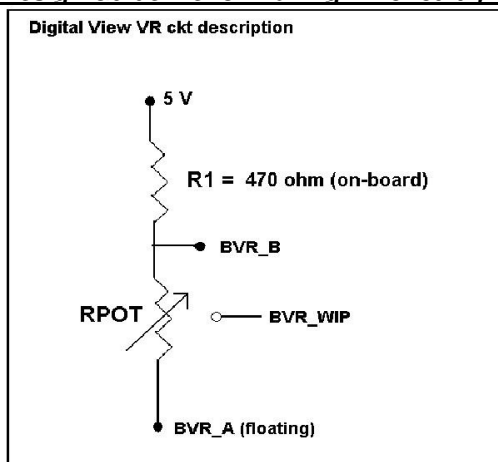 Digital View VR ckt description
5 V
R1 = 470 ohm (on-board)
BVR_B
RPOT
BVR_WIP
BVR_A (floating)